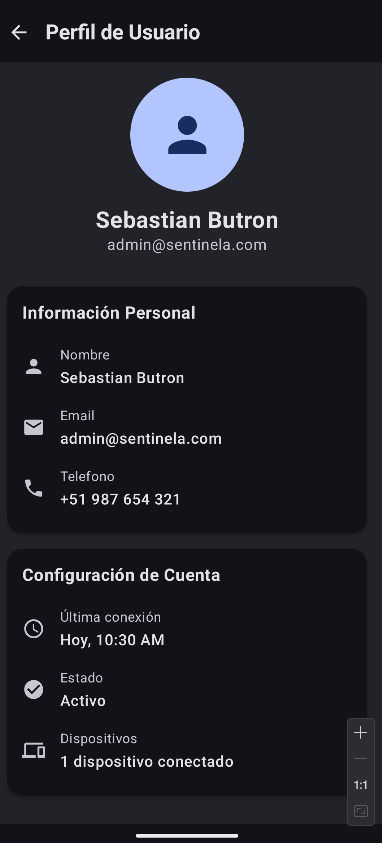 Perfil de Usuario
Sebastian Butron
admin@sentinela.com
Información Personal
Nombre
Sebastian Butron
Email
admin@sentinela.com
Telefono
+51 987 654 321
Configuración de Cuenta
Última conexión
Hoy, 10:30 AM
Estado
Activo
Dispositivos
1 dispositivo conectado
1:1